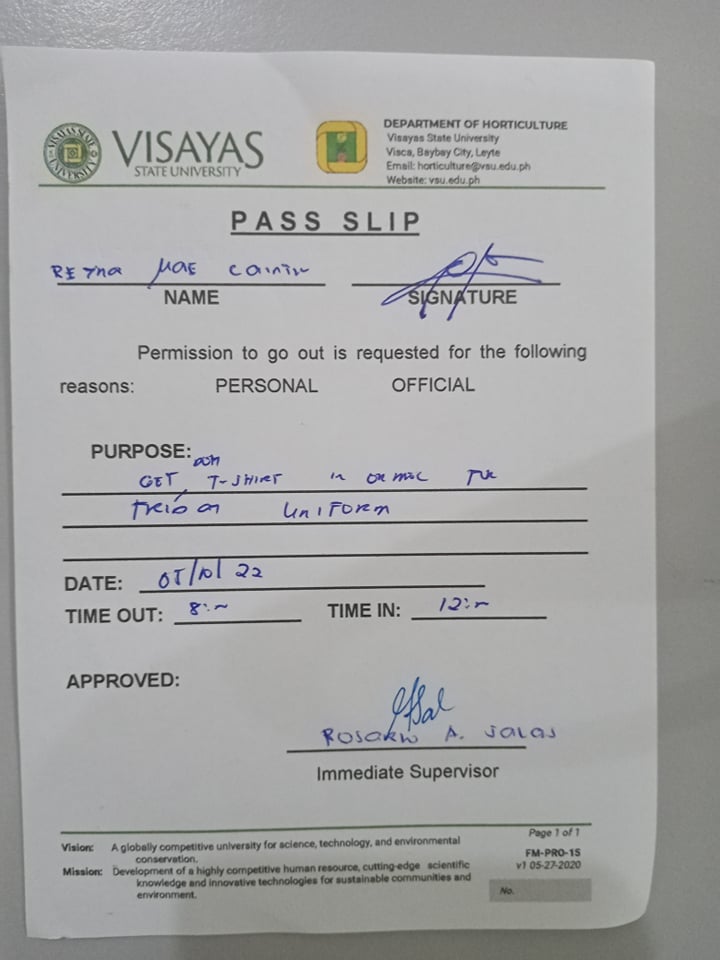 VISAYAS
STATE UNIVERSITY
DEPARTMENT OF HORTICULTURE
Visayas State University
Visca, Baybay City, Leyte
Email: horticulture@vsu.edu.ph
Website: vsu.edu.ph
PASS SLIP
REyna MAE
NAME
SIGNATURE
Permission to go out is requested for the following
reasons: PERSONAL OFFICIAL
PURPOSE:
GET our T-SHIRT in ormoc
UNIFORM
DATE: 22
TIME OUT: 8:
TIME IN: 12:
APPROVED:
ROSARIO A. SALAS
Immediate Supervisor
Vision: A globally competitive university for science, technology, and environmental
conservation.
Mission: Development of a highly competitive human resource, cutting-edge scientific
knowledge and innovative technologies for sustainable communities and
environment.
Page 1 of 1
FM-PRO-15
v1 05-27-2020
No.